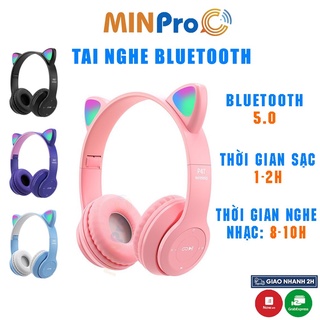 MINPro
TAI NGHE BLUETOOTH
BLUETOOTH
5.0
THỜI GIAN SẠC
1-2H
THỜI GIAN NGHE
NHẠC: 8-10H
GIAO NHANH 2H
GrabExpress